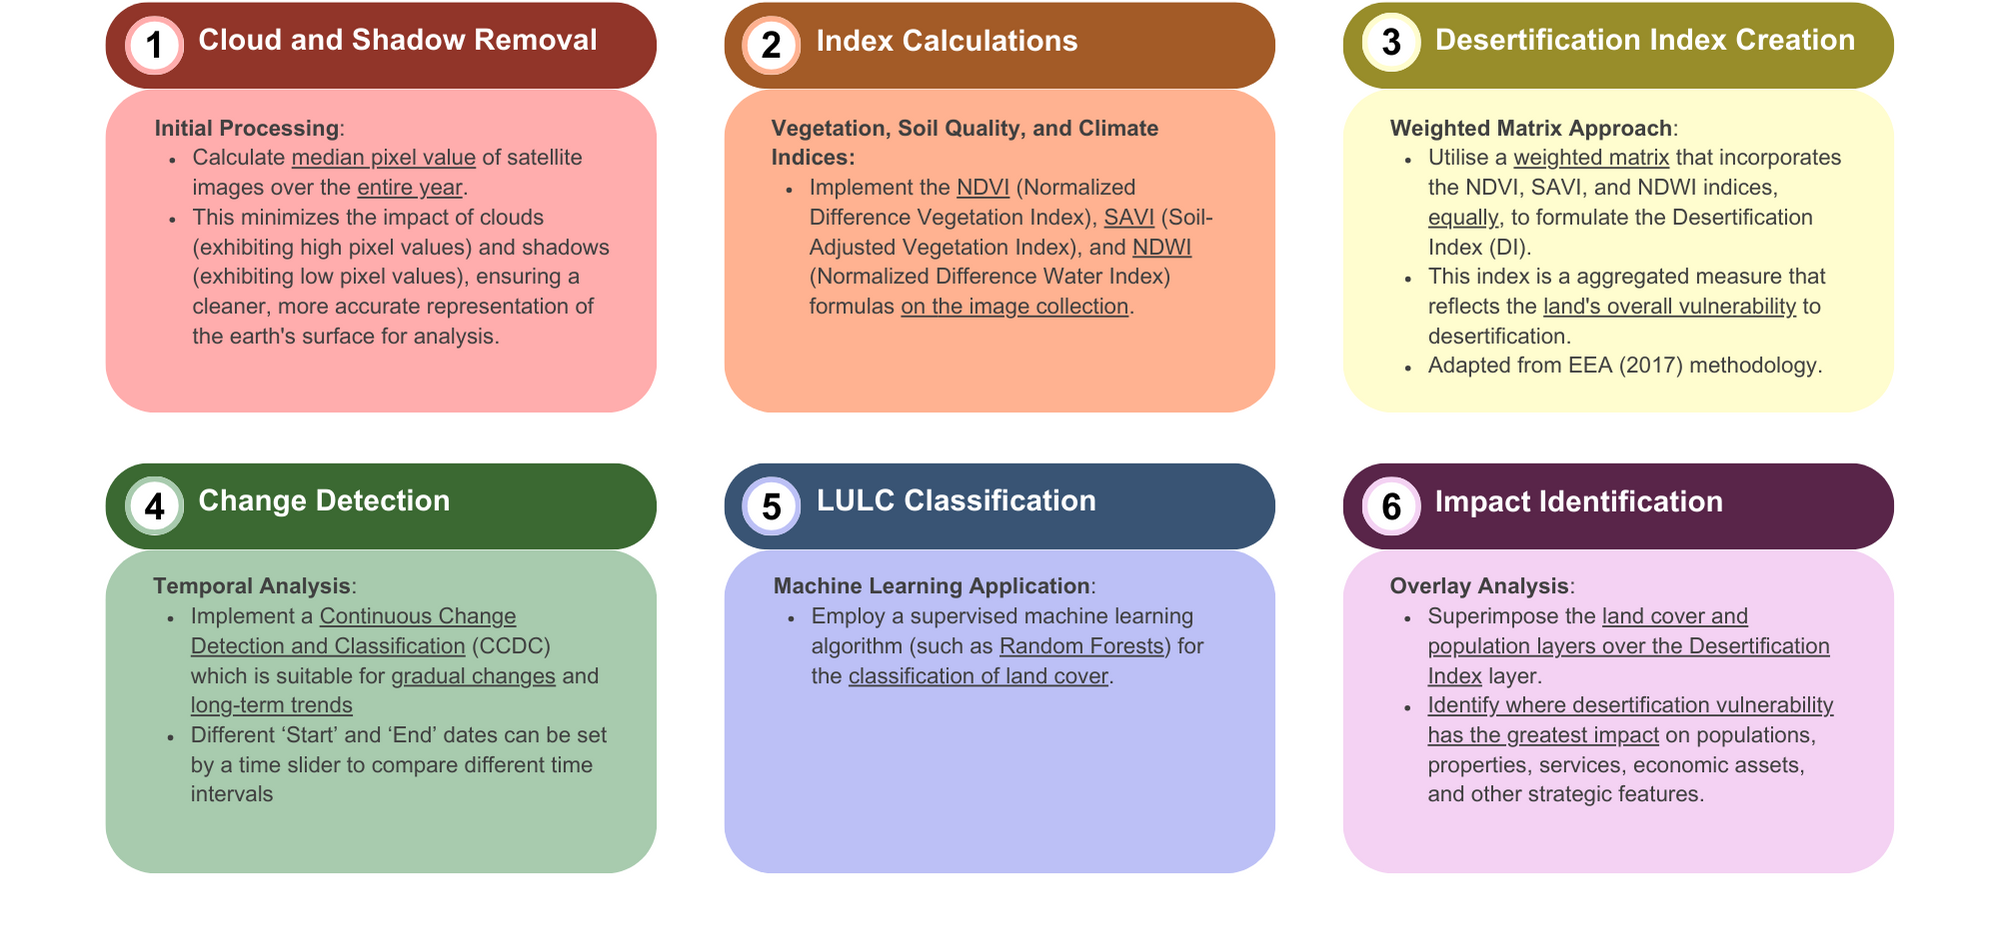 1 Cloud and Shadow Removal
Initial Processing:
• Calculate median pixel value of satellite
images over the entire year.
• This minimizes the impact of clouds
(exhibiting high pixel values) and shadows
(exhibiting low pixel values), ensuring a
cleaner, more accurate representation of
the earth's surface for analysis.
2 Index Calculations
Vegetation, Soil Quality, and Climate
Indices:
• Implement the NDVI (Normalized
Difference Vegetation Index), SAVI (Soil-
Adjusted Vegetation Index), and NDWI
(Normalized Difference Water Index)
formulas on the image collection.
3 Desertification Index Creation
Weighted Matrix Approach:
• Utilise a weighted matrix that incorporates
the NDVI, SAVI, and NDWI indices,
equally, to formulate the Desertification
Index (DI).
• This index is a aggregated measure that
reflects the land's overall vulnerability to
desertification.
• Adapted from EEA (2017) methodology.
4 Change Detection
Temporal Analysis:
• Implement a Continuous Change
Detection and Classification (CCDC)
which is suitable for gradual changes and
long-term trends
• Different ‘Start’ and ‘End’ dates can be set
by a time slider to compare different time
intervals
5 LULC Classification
Machine Learning Application:
• Employ a supervised machine learning
algorithm (such as Random Forests) for
the classification of land cover.
6 Impact Identification
Overlay Analysis:
• Superimpose the land cover and
population layers over the Desertification
Index layer.
• Identify where desertification vulnerability
has the greatest impact on populations,
properties, services, economic assets,
and other strategic features.